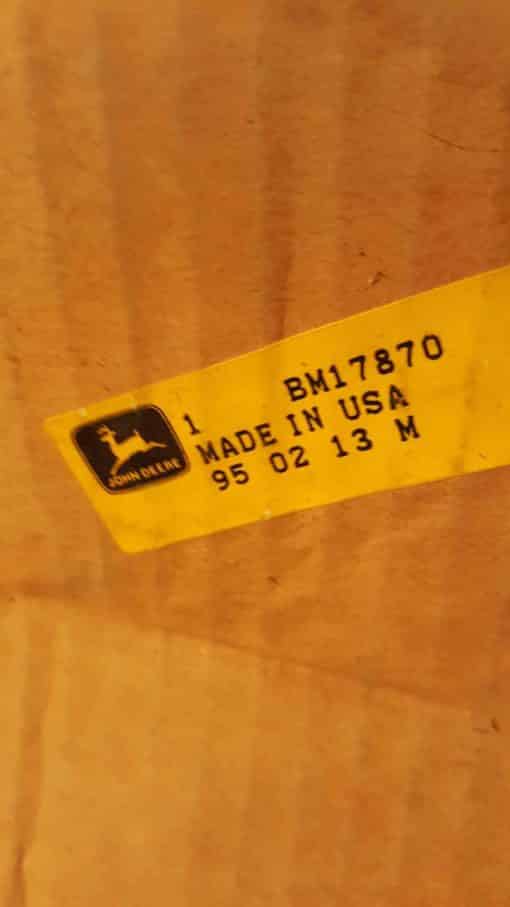 JOHN DEERE
1 BM17870
MADE IN USA
95 02 13 M